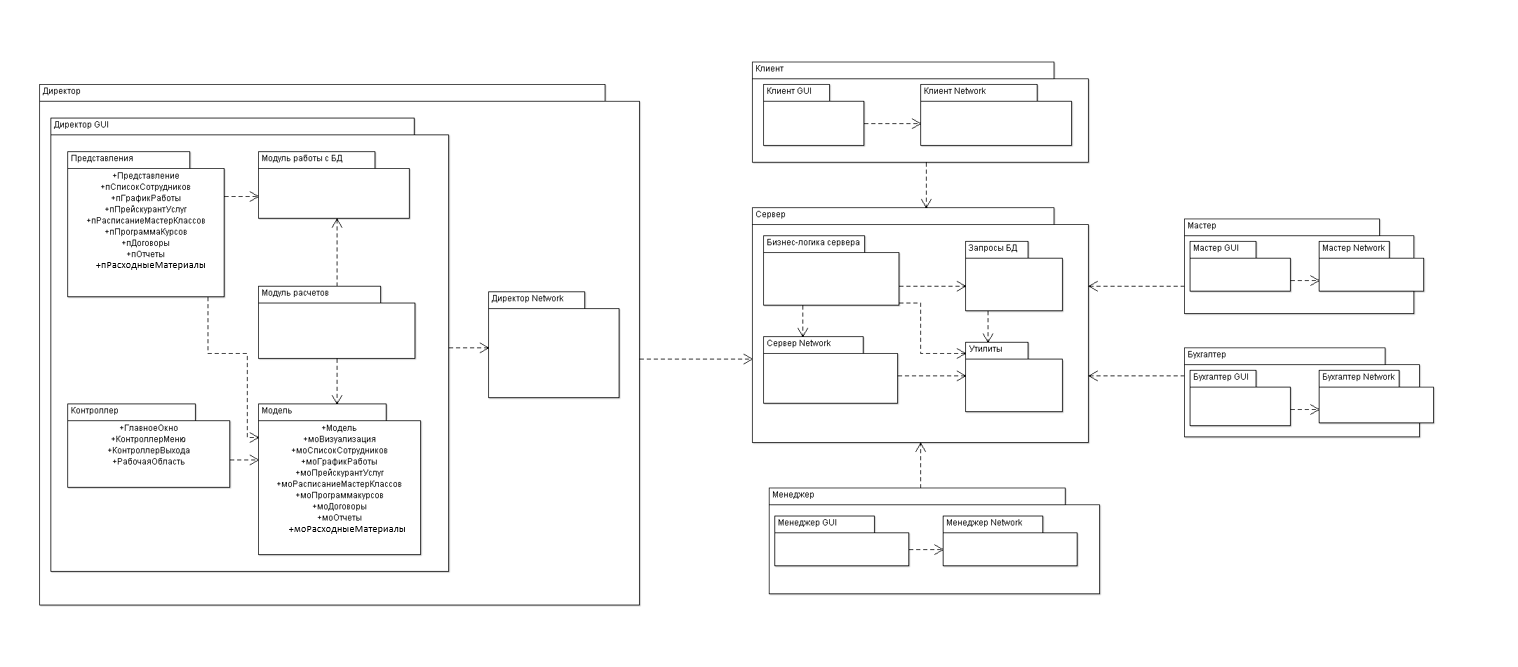 Директор
Директор GUI
Представления
+Представление
+пСписокСотрудников
+пГрафикРаботы
+пПрейскурантУслуг
+пРасписаниеМастерКлассов
+пПрограммаКурсов
+пДоговоры
+пОтчеты
+пРасходныеМатериалы
Модуль работы с БД
Модуль расчетов
Контроллер
+ГлавноеОкно
+КонтроллерМеню
+КонтроллерВыхода
+РабочаяОбласть
Модель
+Модель
+моВизуализация
+моСписокСотрудников
+моГрафикРаботы
+моПрейскурантУслуг
+моРасписаниеМастерКлассов
+моПрограммакурсов
+моДоговоры
+моОтчеты
+моРасходныеМатериалы
Директор Network
Клиент
Клиент GUI
Клиент Network
Сервер
Бизнес-логика сервера
Запросы БД
Сервер Network
Утилиты
Менеджер
Менеджер GUI
Менеджер Network
Мастер
Мастер GUI
Мастер Network
Бухгалтер
Бухгалтер GUI
Бухгалтер Network